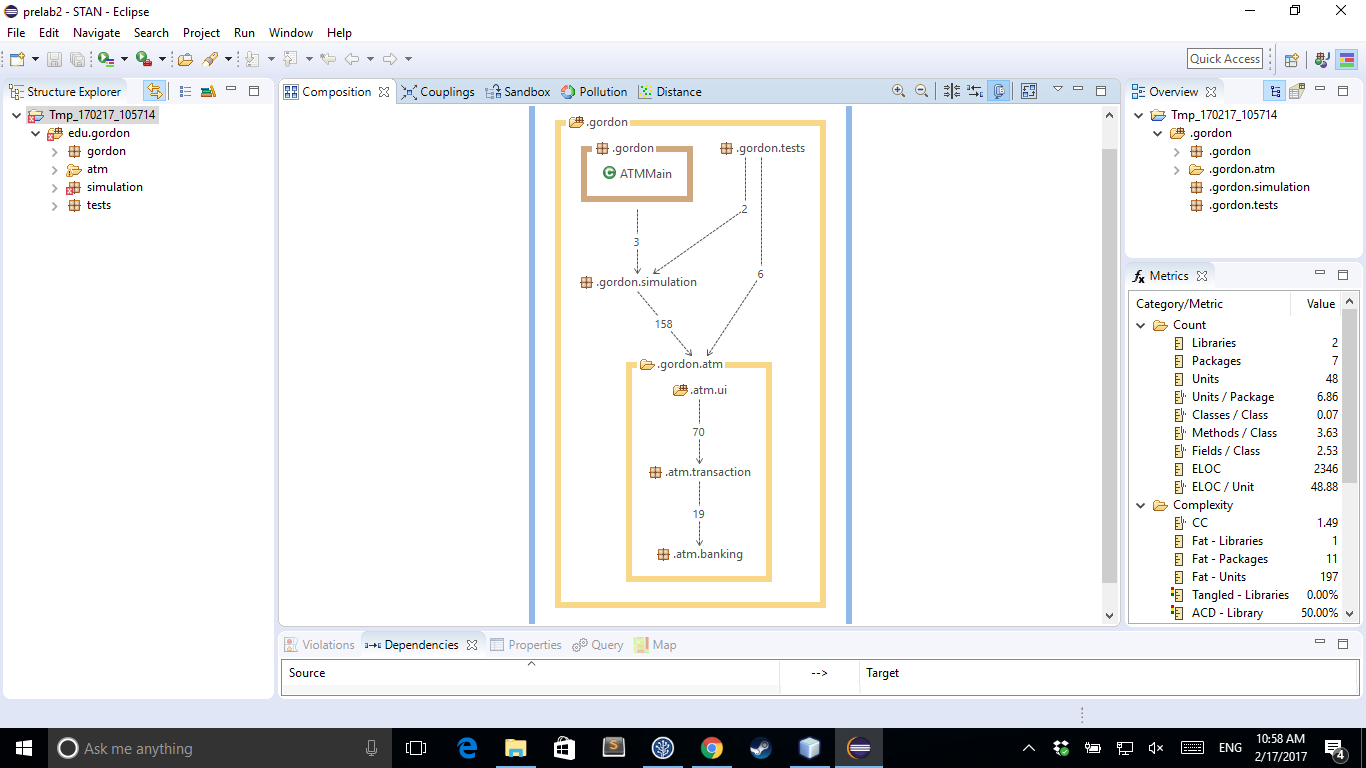 prelab2 - STAN - Eclipse
File Edit Navigate Search Project Run Window Help
Quick Access
Structure Explorer
Tmp_170217_105714
edu.gordon
gordon
atm
simulation
tests
Composition Couplings Sandbox Pollution Distance
.gordon
.gordon
ATMMain
.gordon.tests
2
3
6
.gordon.simulation
158
.gordon.atm
.atm.ui
70
.atm.transaction
19
.atm.banking
Overview
Tmp_170217_105714
.gordon
.gordon
.gordon.atm
.gordon.simulation
.gordon.tests
Metrics
Category/Metric Value
Count
Libraries 2
Packages 7
Units 48
Units / Package 6.86
Classes / Class 0.07
Methods / Class 3.63
Fields / Class 2.53
ELOC 2346
ELOC / Unit 48.88
Complexity
CC 1.49
Fat - Libraries 1
Fat - Packages 11
Fat - Units 197
Tangled - Libraries 0.00%
ACD - Library 50.00%
Violations Dependencies Properties Query Map
Source --> Target
Ask me anything
ENG
10:58 AM
2/17/2017
4